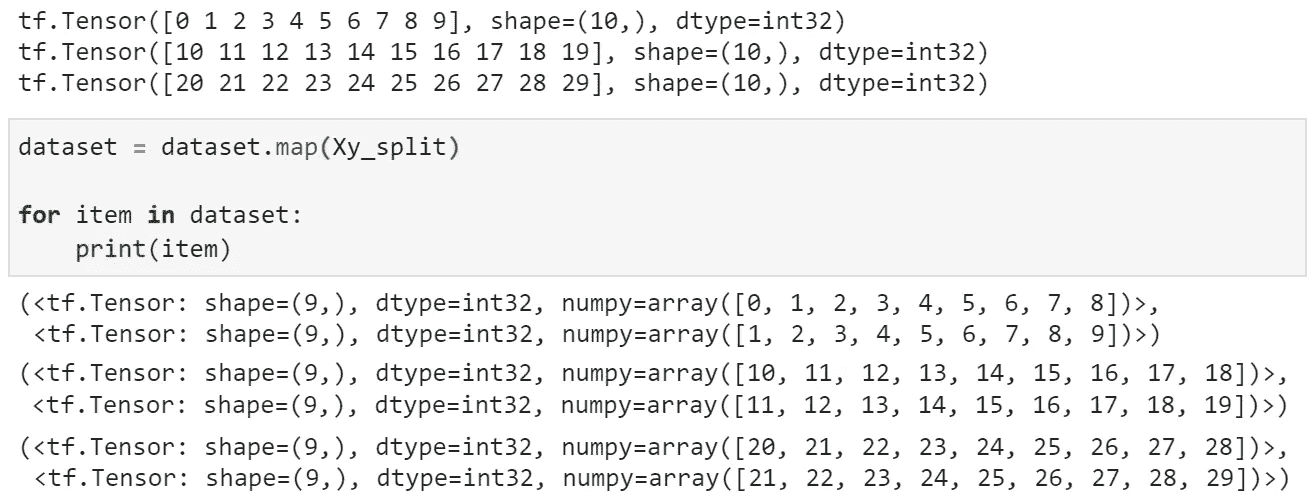 tf.Tensor([0 1 2 3 4 5 6 7 8 9], shape=(10,), dtype=int32)
tf.Tensor([10 11 12 13 14 15 16 17 18 19], shape=(10,), dtype=int32)
tf.Tensor([20 21 22 23 24 25 26 27 28 29], shape=(10,), dtype=int32)
dataset = dataset.map(Xy_split)
for item in dataset:
    print(item)
(<tf.Tensor: shape=(9,), dtype=int32, numpy=array([0, 1, 2, 3, 4, 5, 6, 7, 8])>,
 <tf.Tensor: shape=(9,), dtype=int32, numpy=array([1, 2, 3, 4, 5, 6, 7, 8, 9])>)
(<tf.Tensor: shape=(9,), dtype=int32, numpy=array([10, 11, 12, 13, 14, 15, 16, 17, 18])>,
 <tf.Tensor: shape=(9,), dtype=int32, numpy=array([11, 12, 13, 14, 15, 16, 17, 18, 19])>)
(<tf.Tensor: shape=(9,), dtype=int32, numpy=array([20, 21, 22, 23, 24, 25, 26, 27, 28])>,
 <tf.Tensor: shape=(9,), dtype=int32, numpy=array([21, 22, 23, 24, 25, 26, 27, 28, 29])>)